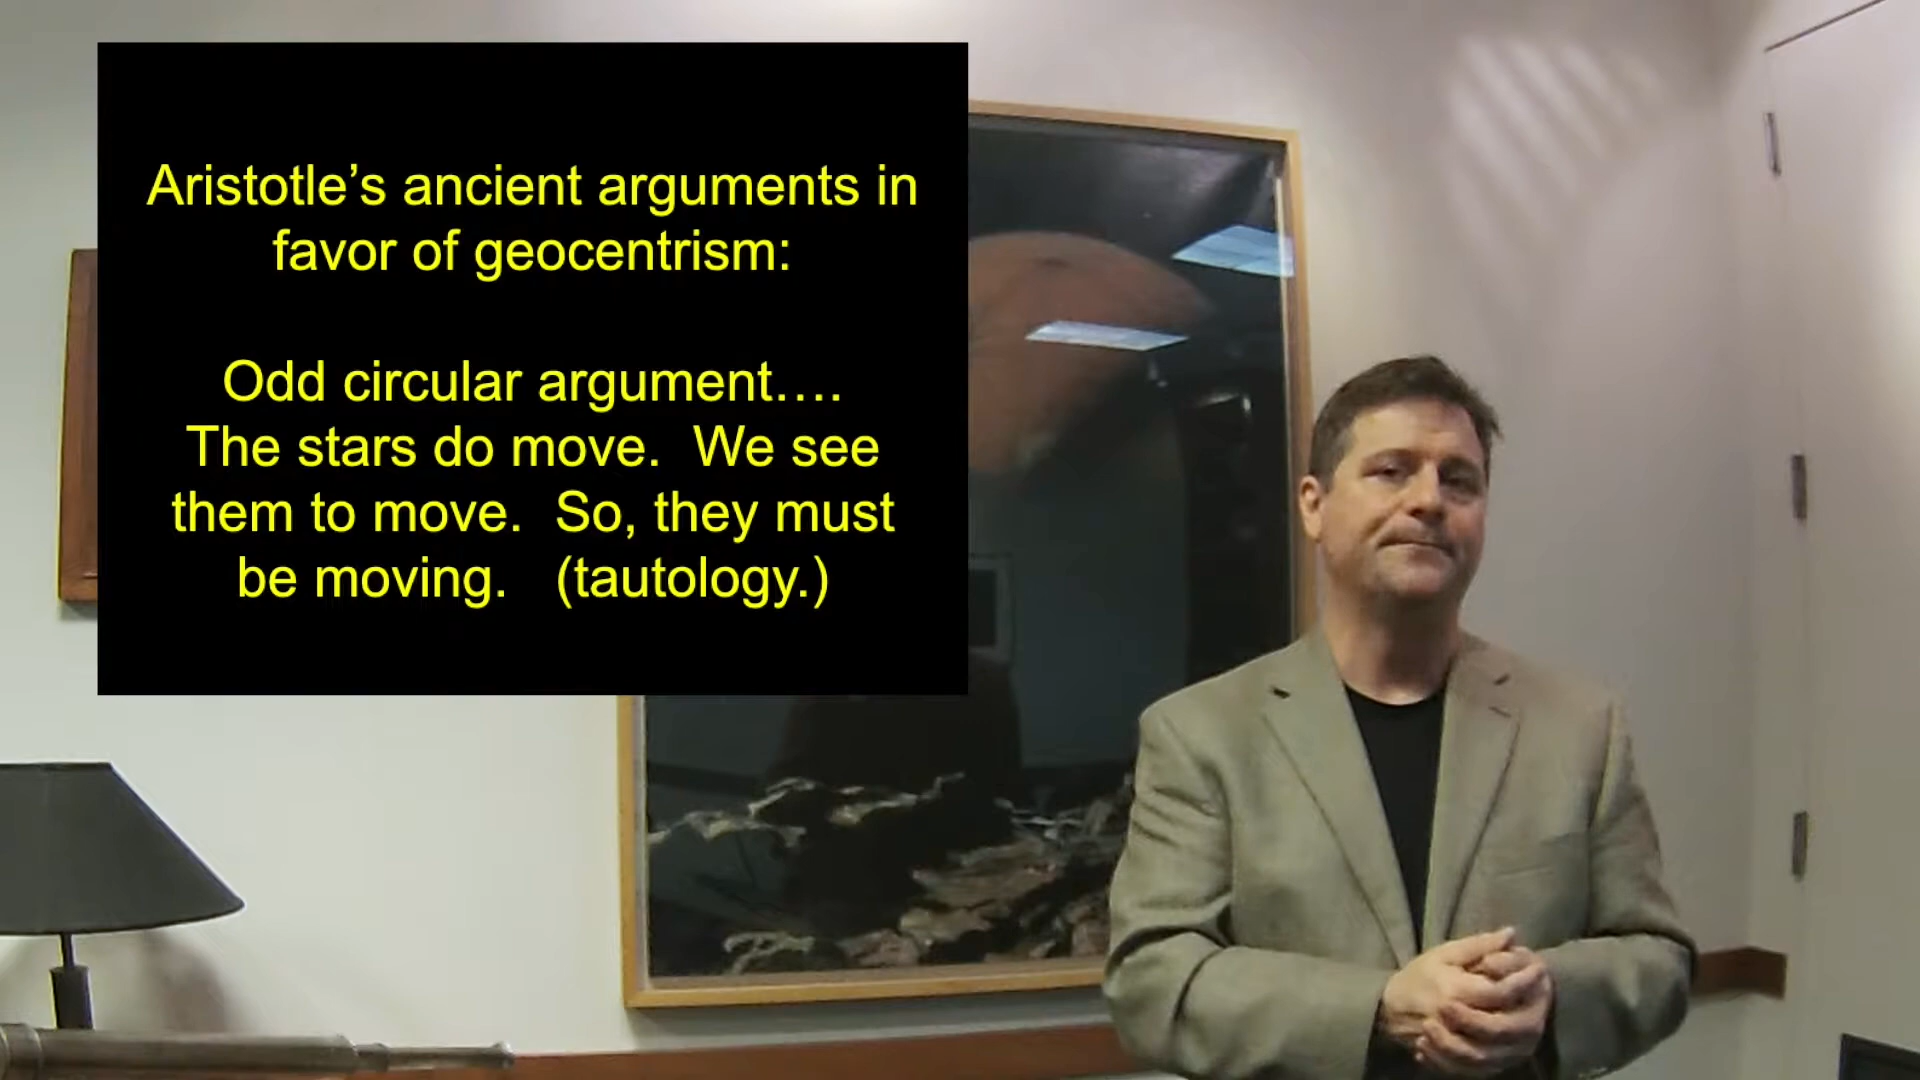 Aristotle’s ancient arguments in
favor of geocentrism:
Odd circular argument….
The stars do move.  We see
them to move.  So, they must
be moving.   (tautology.)